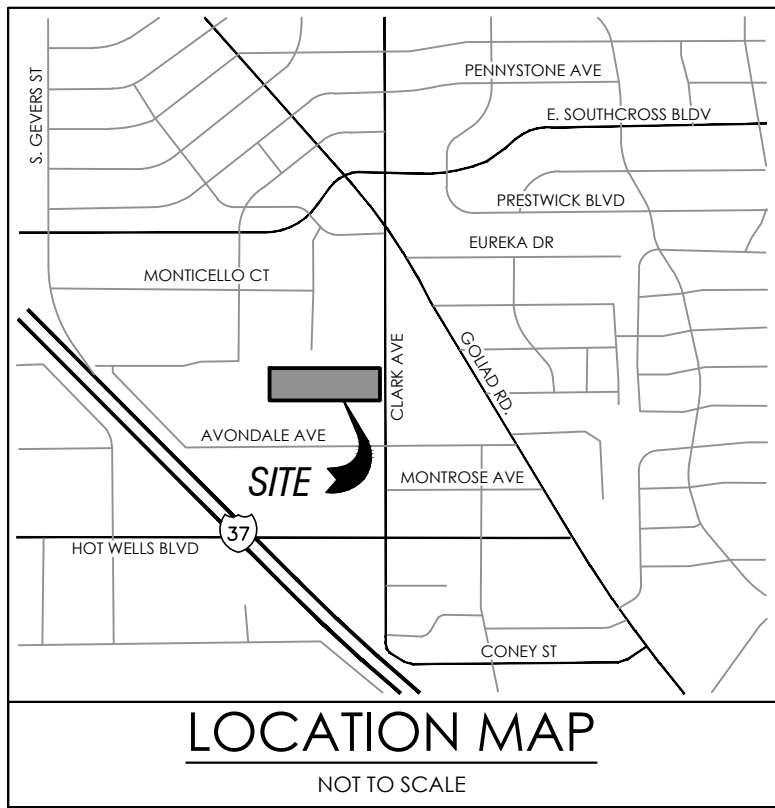 PENNYSTONE AVE
S. GEVERS ST
E. SOUTHCROSS BLDV
PRESTWICK BLVD
EUREKA DR
MONTICELLO CT
CLARK AVE
GOLIAD RD.
AVONDALE AVE
SITE
MONTROSE AVE
37
HOT WELLS BLVD
CONEY ST
LOCATION MAP
NOT TO SCALE